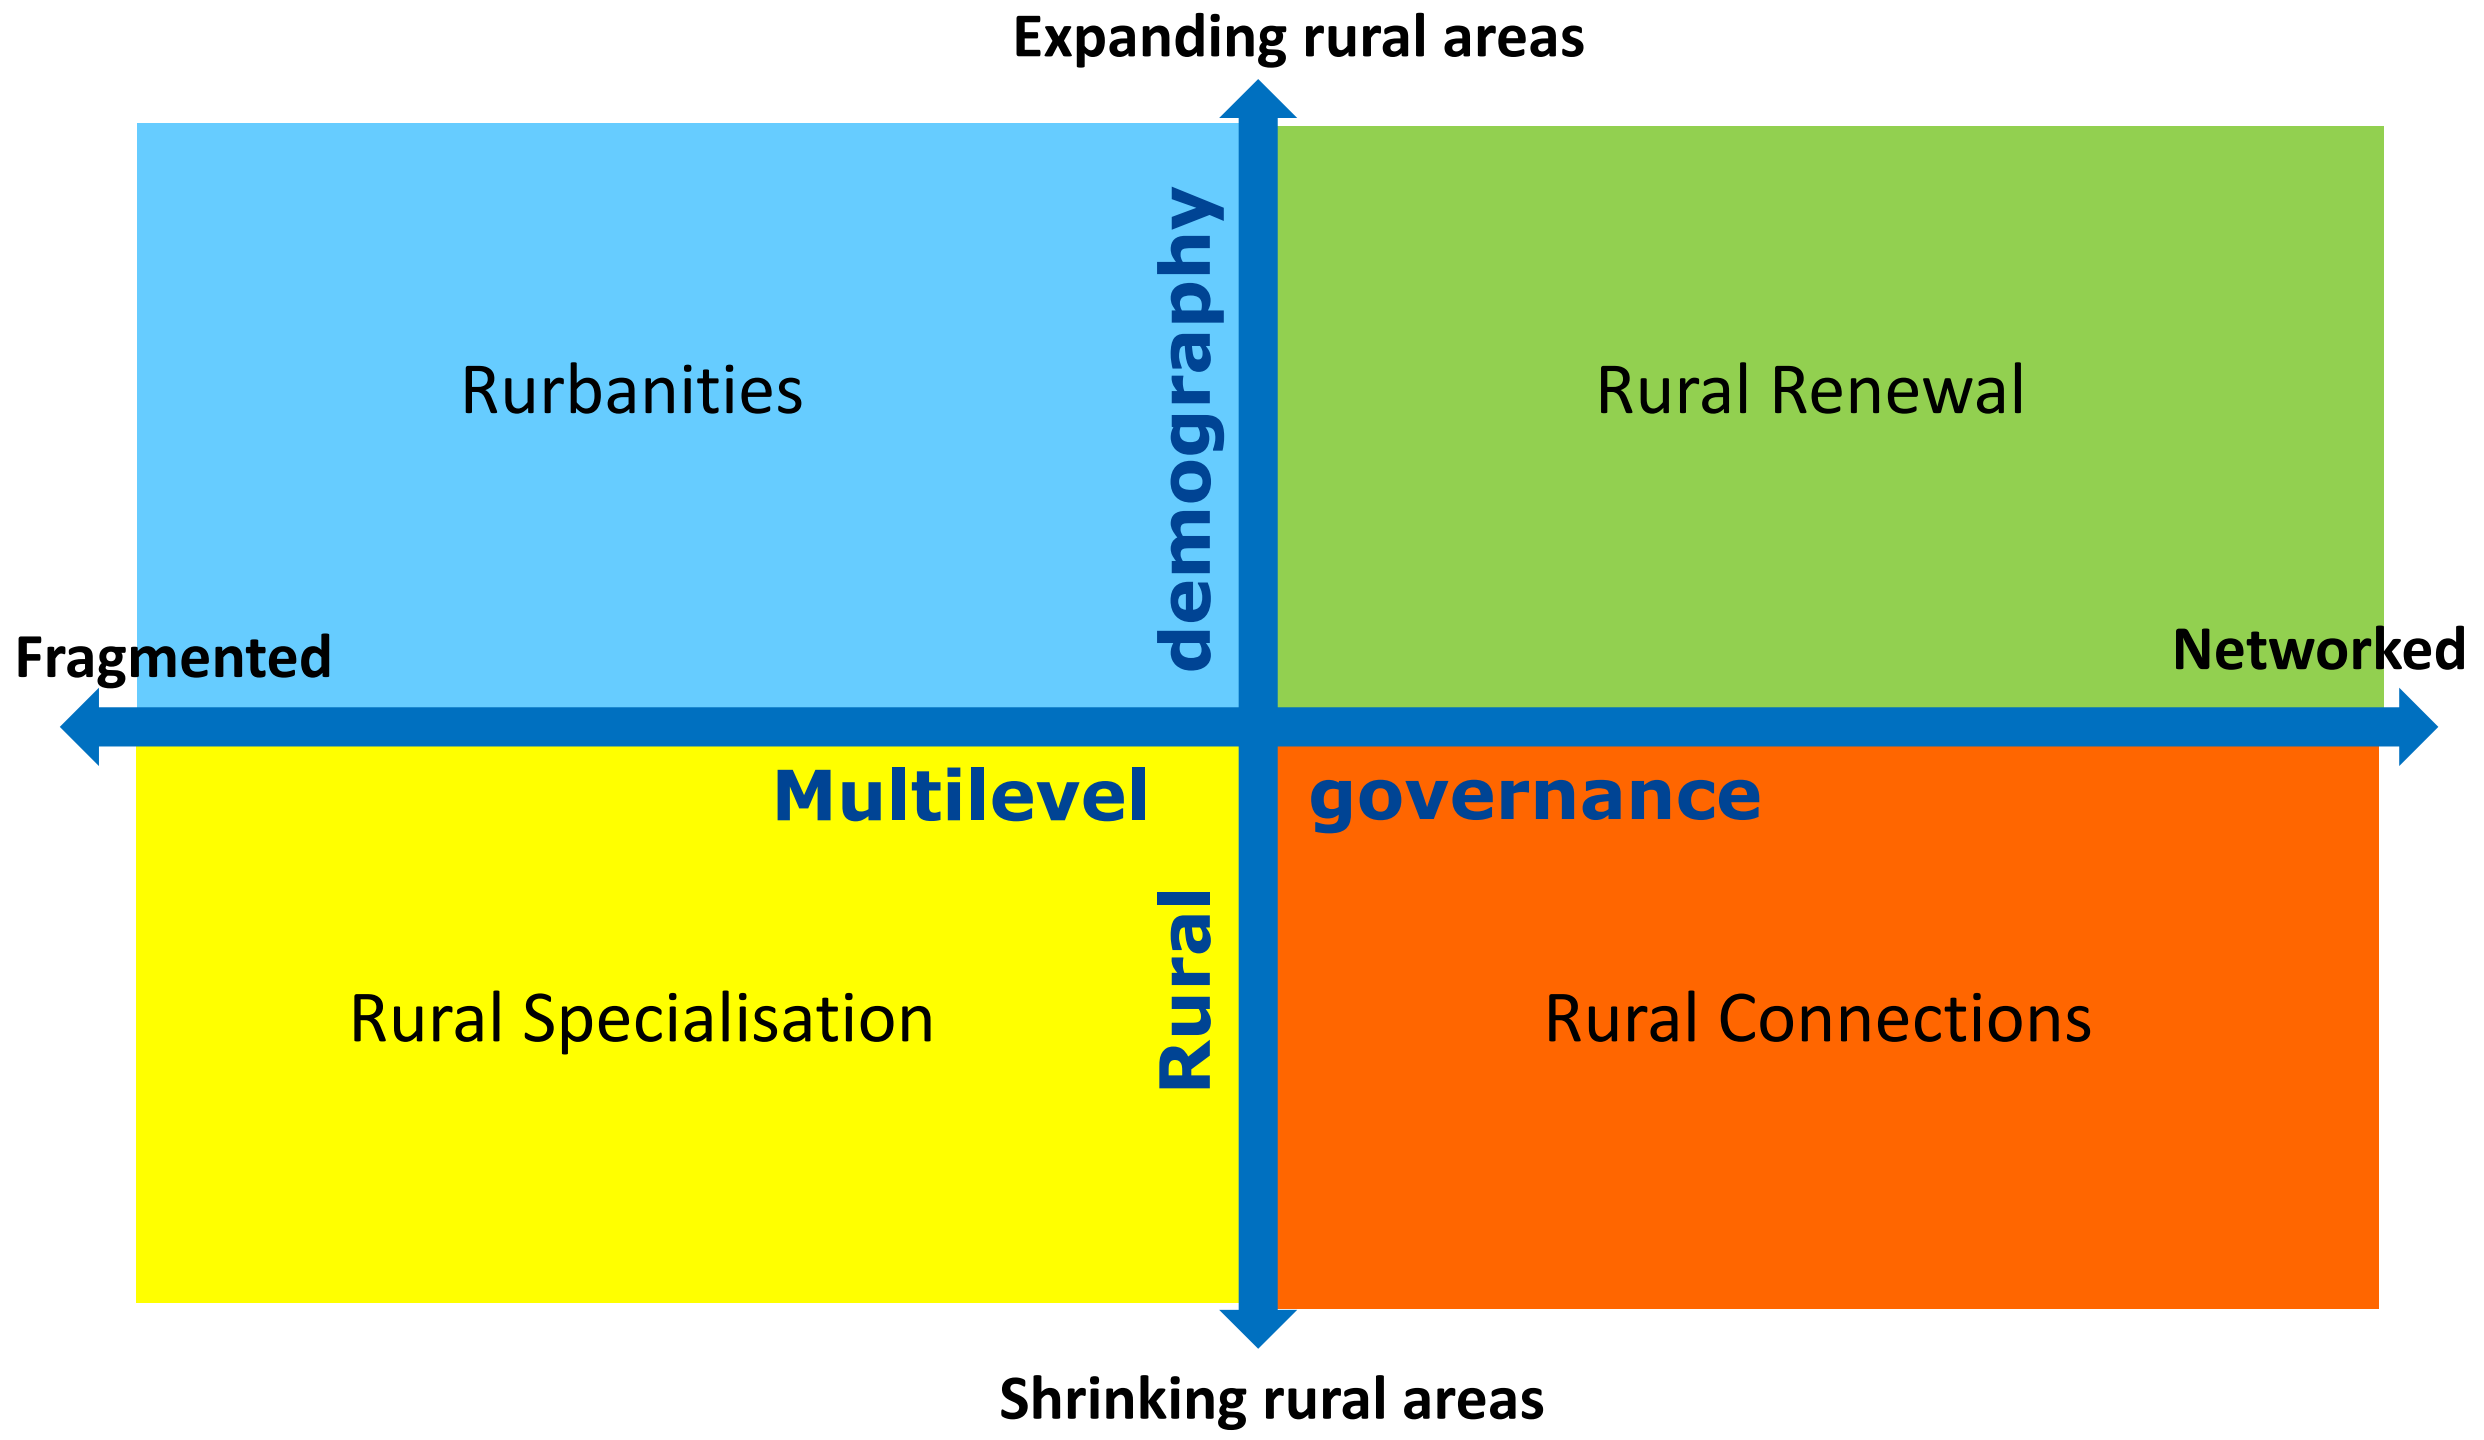 Expanding rural areas
demography
Rurbanities
Rural Renewal
Fragmented
Networked
Multilevel governance
Rural
Rural Specialisation
Rural Connections
Shrinking rural areas